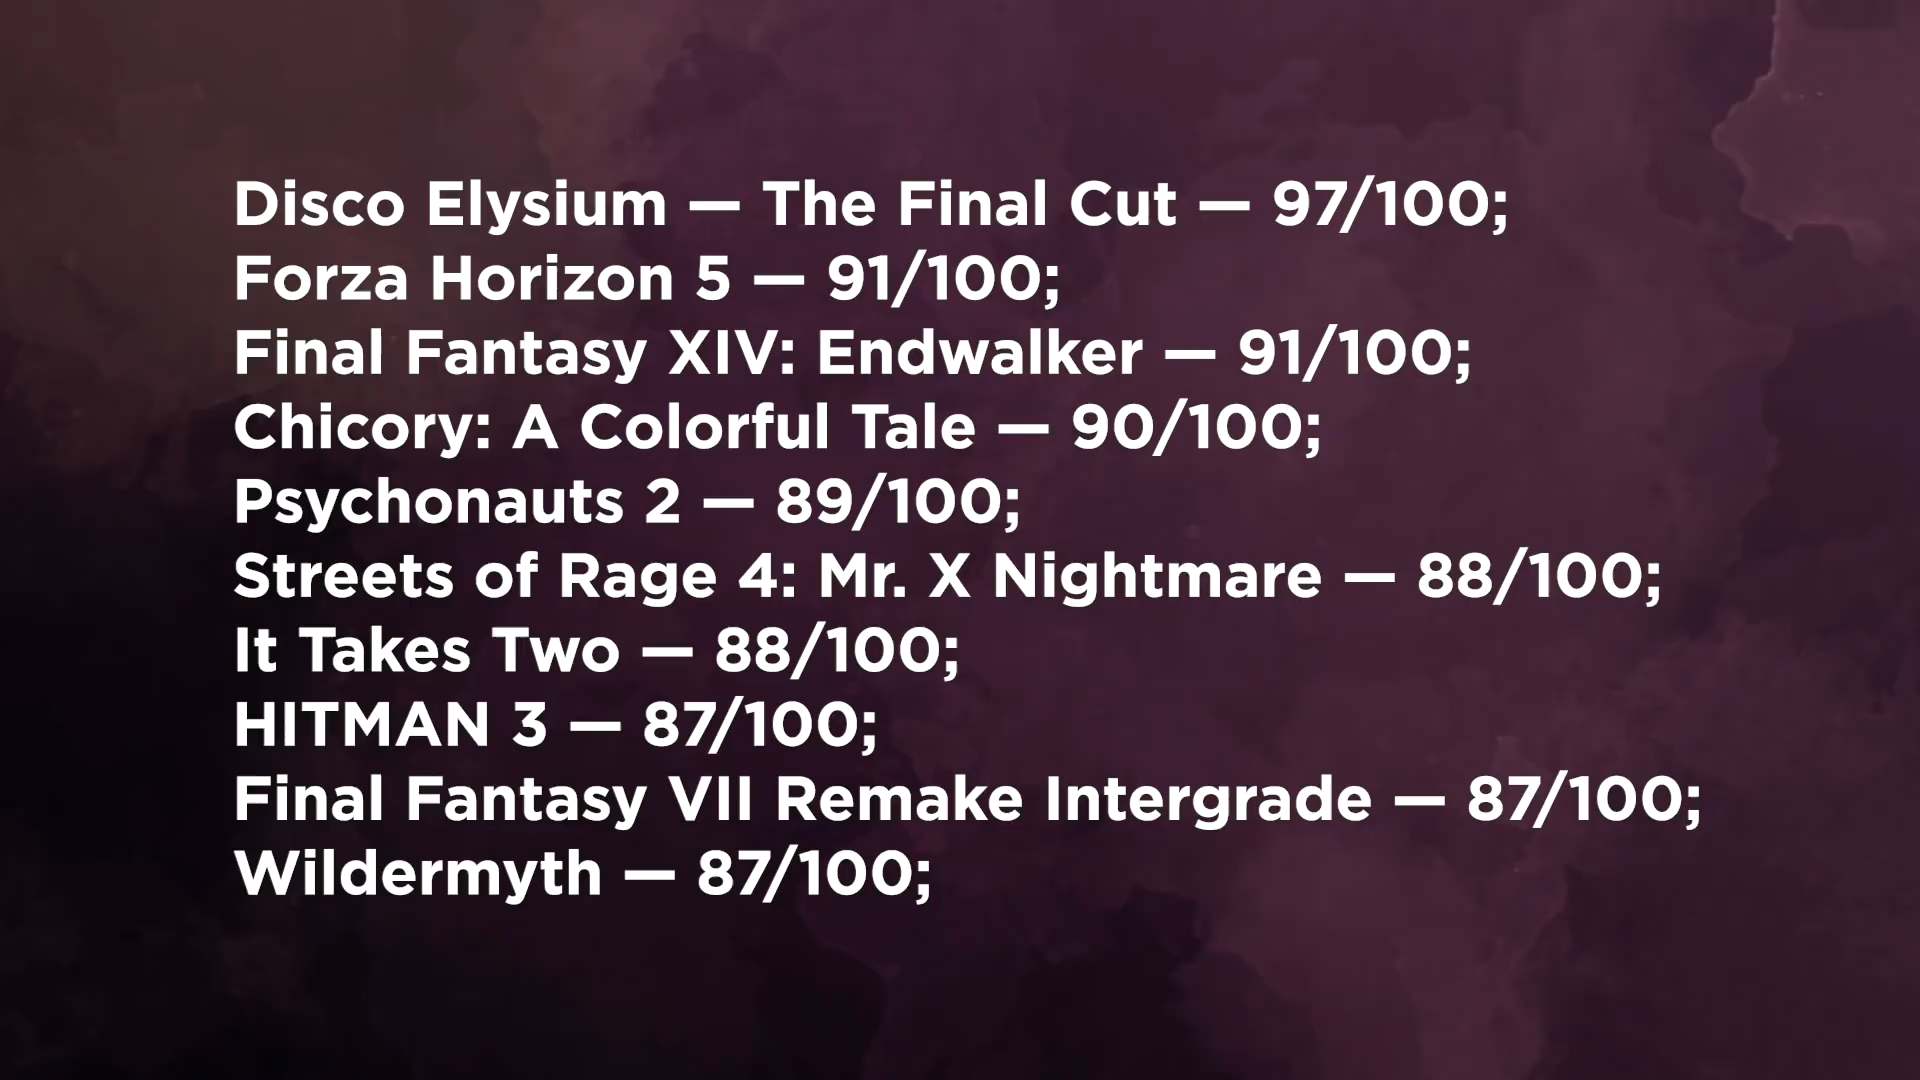 Disco Elysium — The Final Cut — 97/100;
Forza Horizon 5 — 91/100;
Final Fantasy XIV: Endwalker — 91/100;
Chicory: A Colorful Tale — 90/100;
Psychonauts 2 — 89/100;
Streets of Rage 4: Mr. X Nightmare — 88/100;
It Takes Two — 88/100;
HITMAN 3 — 87/100;
Final Fantasy VII Remake Intergrade — 87/100;
Wildermyth — 87/100;